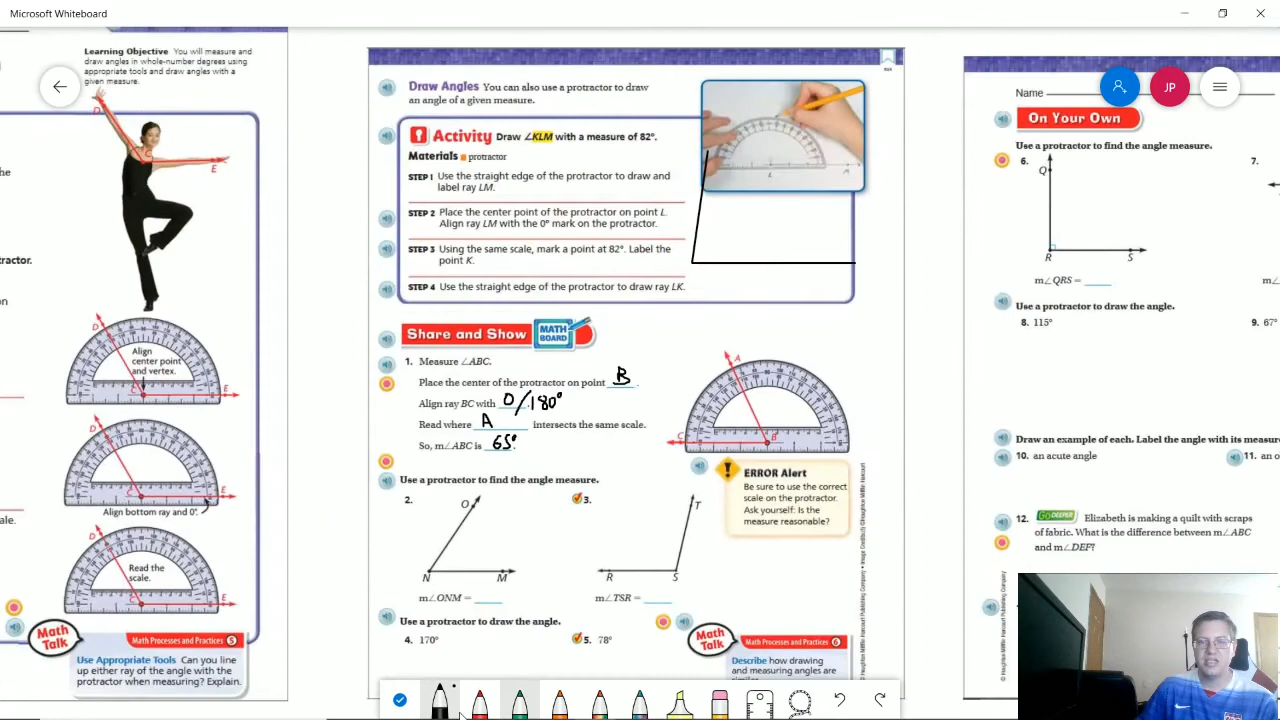 Microsoft Whiteboard
Learning Objective You will measure and
draw angles in whole-number degrees using
appropriate tools and draw angles with a
given measure.
D
C
E
the
ractor.
on
D
Align
center point
and vertex.
C
E
D
C
E
Align bottom ray and 0°.
scale.
D
Read the
scale.
C
E
Math
Talk
Math Processes and Practices 5
Use Appropriate Tools Can you line
up either ray of the angle with the
protractor when measuring? Explain.
Draw Angles You can also use a protractor to draw
an angle of a given measure.
Activity Draw ∠KLM with a measure of 82°.
Materials protractor
STEP 1 Use the straight edge of the protractor to draw and
label ray LM.
STEP 2 Place the center point of the protractor on point L.
Align ray LM with the 0° mark on the protractor.
STEP 3 Using the same scale, mark a point at 82°. Label the
point K.
STEP 4 Use the straight edge of the protractor to draw ray LK.
L
Share and Show
MATH
BOARD
1. Measure ∠ABC.
Place the center of the protractor on point B.
Align ray BC with 0/180°
Read where A intersects the same scale.
So, m∠ABC is 65°.
A
C
B
ERROR Alert
Be sure to use the correct
scale on the protractor.
Ask yourself: Is the
measure reasonable?
Use a protractor to find the angle measure.
2.
O
N
M
m∠ONM =
3.
T
R
S
m∠TSR =
Use a protractor to draw the angle.
4. 170°
5. 78°
Math
Talk
Math Processes and Practices 6
Describe how drawing
and measuring angles are
© Houghton Mifflin Harcourt Publishing Company
JP
Name
On Your Own
Use a protractor to find the angle measure.
6.
Q
R
S
m∠QRS =
7.
m∠
Use a protractor to draw the angle.
8. 115°
9. 67°
Draw an example of each. Label the angle with its measu
10. an acute angle
11. an o
12. GO DEEPER Elizabeth is making a quilt with scraps
of fabric. What is the difference between m∠ABC
and m∠DEF?